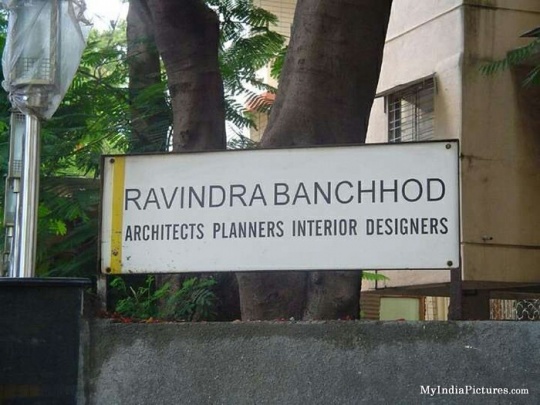 RAVINDRA BANCHHOD
ARCHITECTS PLANNERS INTERIOR DESIGNERS
MyIndiaPictures.com